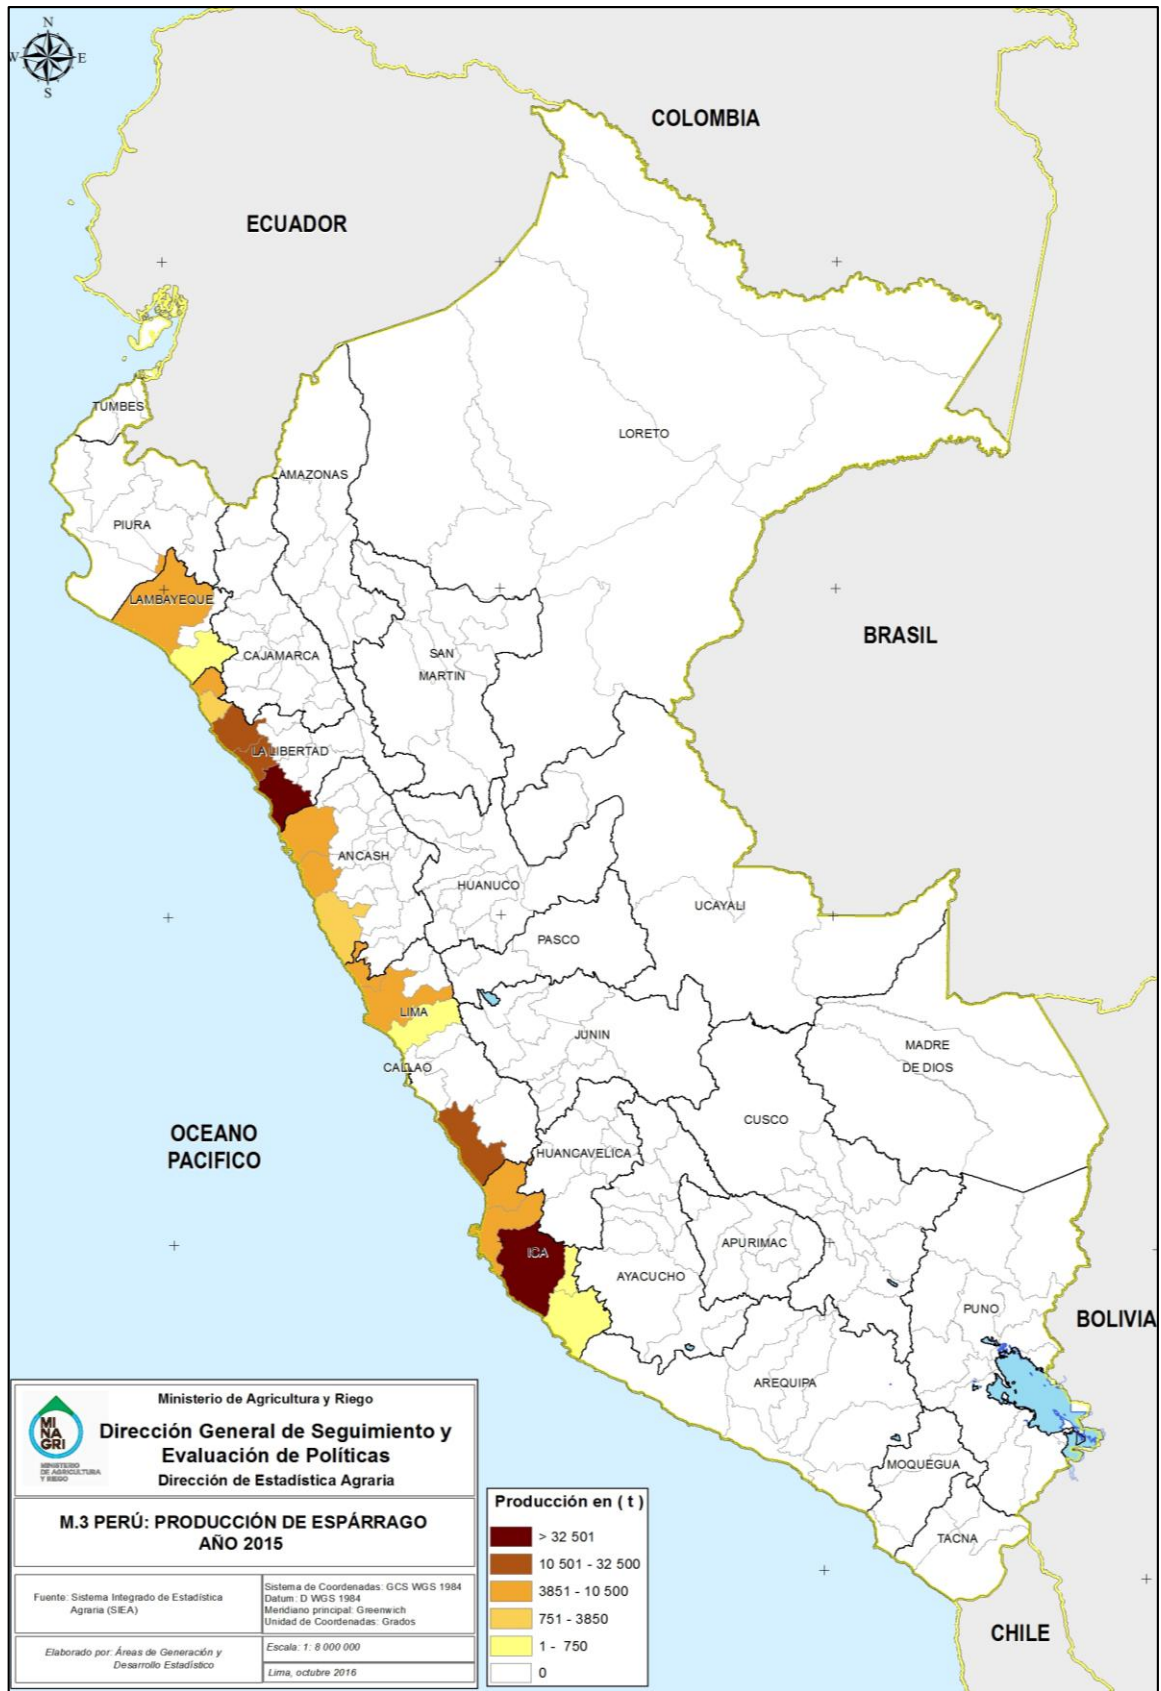 N
W
E
S
COLOMBIA
ECUADOR
TUMBES
LORETO
AMAZONAS
PIURA
LAMBAYEQUE
BRASIL
CAJAMARCA
SAN
MARTIN
LA LIBERTAD
ANCASH
HUANUCO
UCAYALI
PASCO
LIMA
JUNIN
MADRE
DE DIOS
CALLAO
CUSCO
OCEANO
PACIFICO
HUANCAVELICA
ICA
APURIMAC
AYACUCHO
PUNO
BOLIVIA
AREQUIPA
MOQUEGUA
TACNA
CHILE
MI
NA
GRI
MINISTERIO
DE AGRICULTURA
Y RIEGO
Ministerio de Agricultura y Riego
Dirección General de Seguimiento y
Evaluación de Políticas
Dirección de Estadística Agraria
M.3 PERÚ: PRODUCCIÓN DE ESPÁRRAGO
AÑO 2015
Fuente: Sistema Integrado de Estadística
Agraria (SIEA)
Sistema de Coordenadas: GCS WGS 1984
Datum: D WGS 1984
Meridiano principal: Greenwich
Unidad de Coordenadas: Grados
Elaborado por: Áreas de Generación y
Desarrollo Estadístico
Escala: 1: 8 000 000
Lima, octubre 2016
Producción en ( t )
> 32 501
10 501 - 32 500
3851 - 10 500
751 - 3850
1 - 750
0